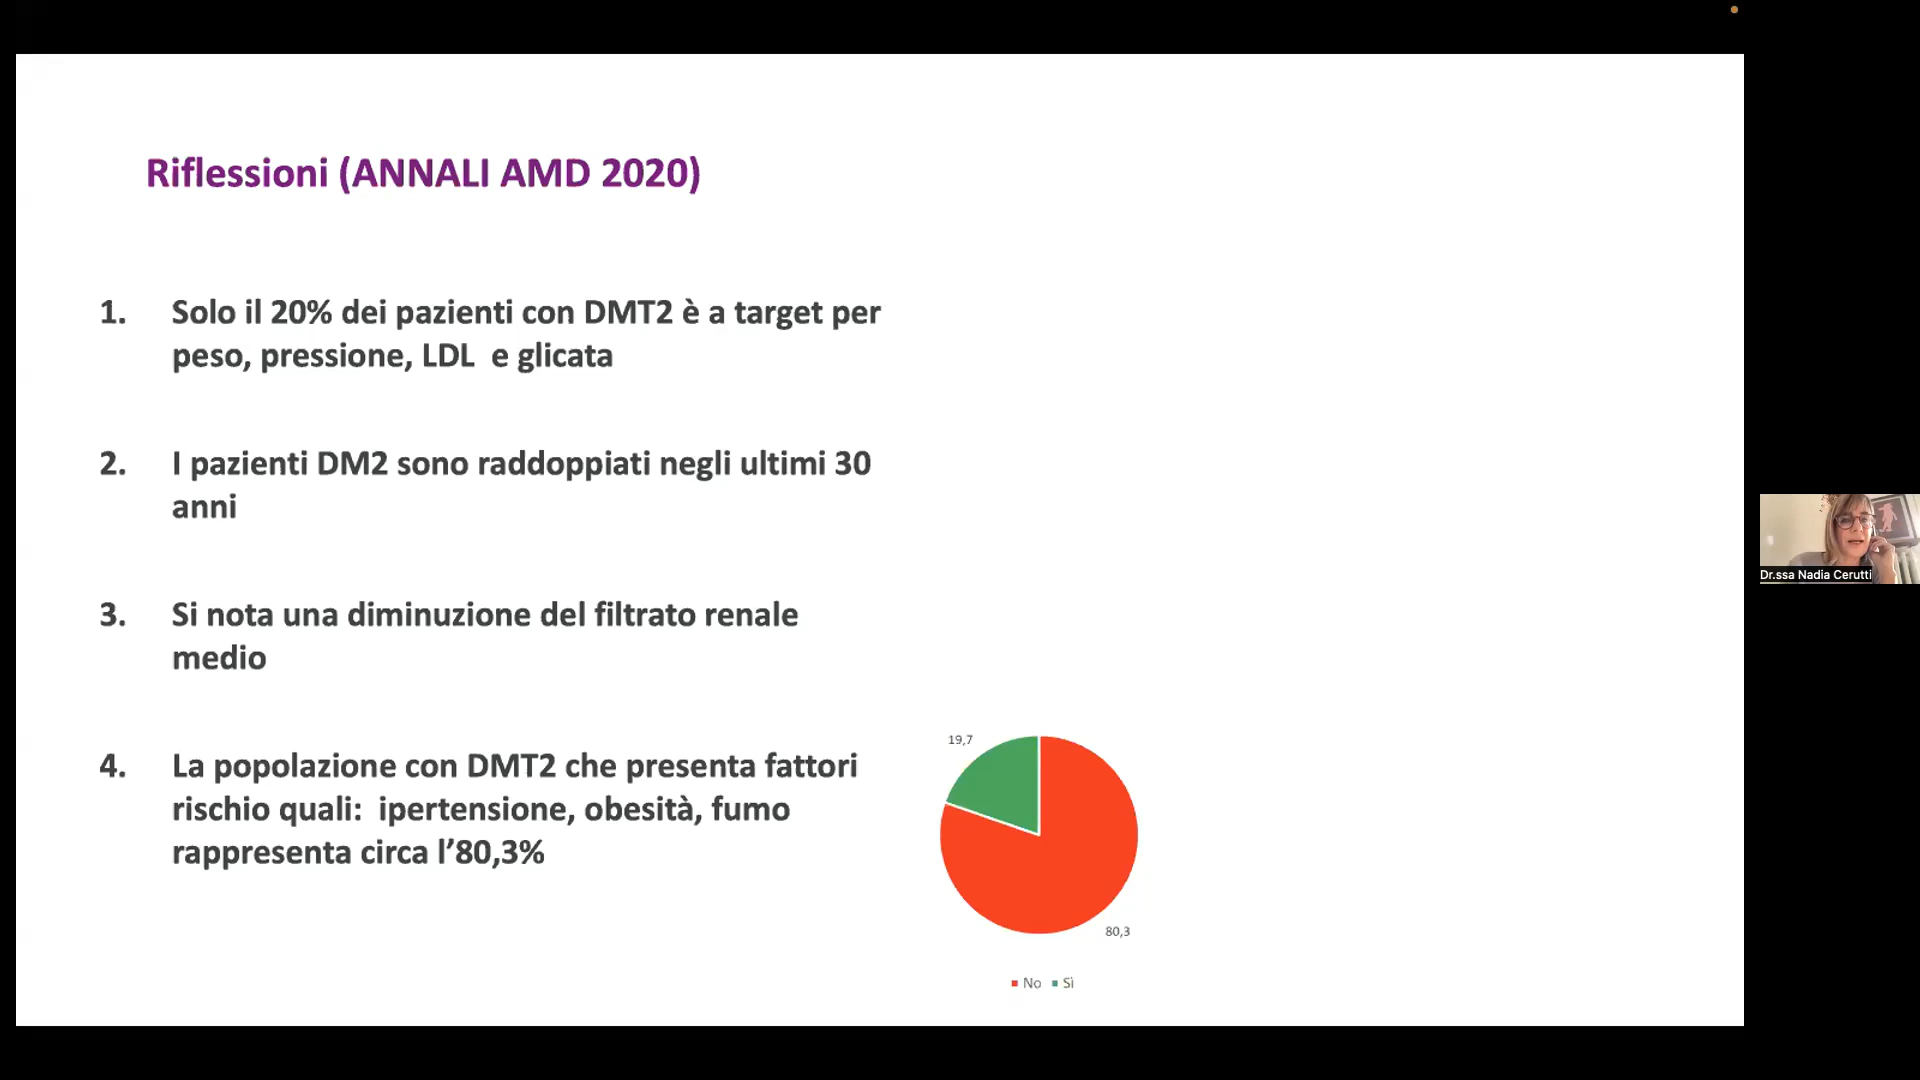 Riflessioni (ANNALI AMD 2020)
1. Solo il 20% dei pazienti con DMT2 è a target per
peso, pressione, LDL e glicata
2. I pazienti DM2 sono raddoppiati negli ultimi 30
anni
3. Si nota una diminuzione del filtrato renale
medio
4. La popolazione con DMT2 che presenta fattori
rischio quali: ipertensione, obesità, fumo
rappresenta circa l’80,3%
19,7
80,3
No Sì
Dr.ssa Nadia Cerutti